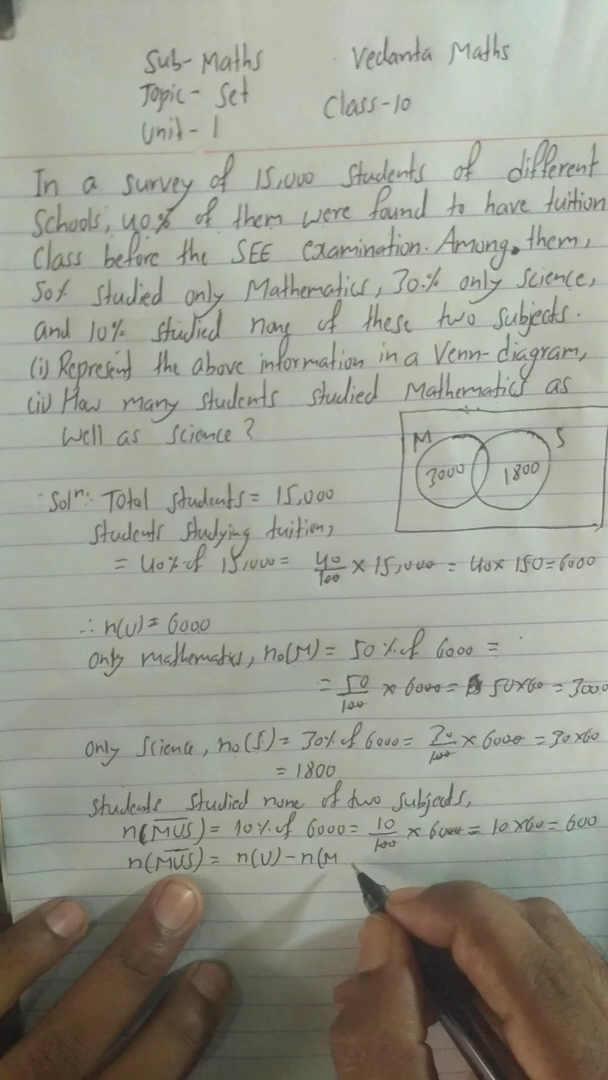 Sub- Maths Vedanta Maths
Topic- Set Class-10
Unit- 1
In a survey of 15,000 students of different
Schools, 40% of them were found to have tuition
Class before the SEE examination. Among them,
50% studied only Mathematics, 30% only science,
and 10% studied none of these two subjects.
(i) Represent the above information in a Venn-diagram,
(ii) How many students studied Mathematics as
well as science?
M S
3000 1800
Solⁿ: Total students = 15,000
students studying tuition,
= 40% of 15,000 = 40/100 × 15,000 = 40 × 150 = 6000
∴ n(U) = 6000
Only mathematics, n₀(M) = 50% of 6000 =
= 50/100 × 6000 = 50×60 = 3000
Only Science, n₀(S) = 30% of 6000 = 30/100 × 6000 = 30×60
= 1800
students studied none of two subjects,
n(M̅U̅S̅) = 10% of 6000 = 10/100 × 6000 = 10×60 = 600
n(M̅U̅S̅) = n(U) - n(M